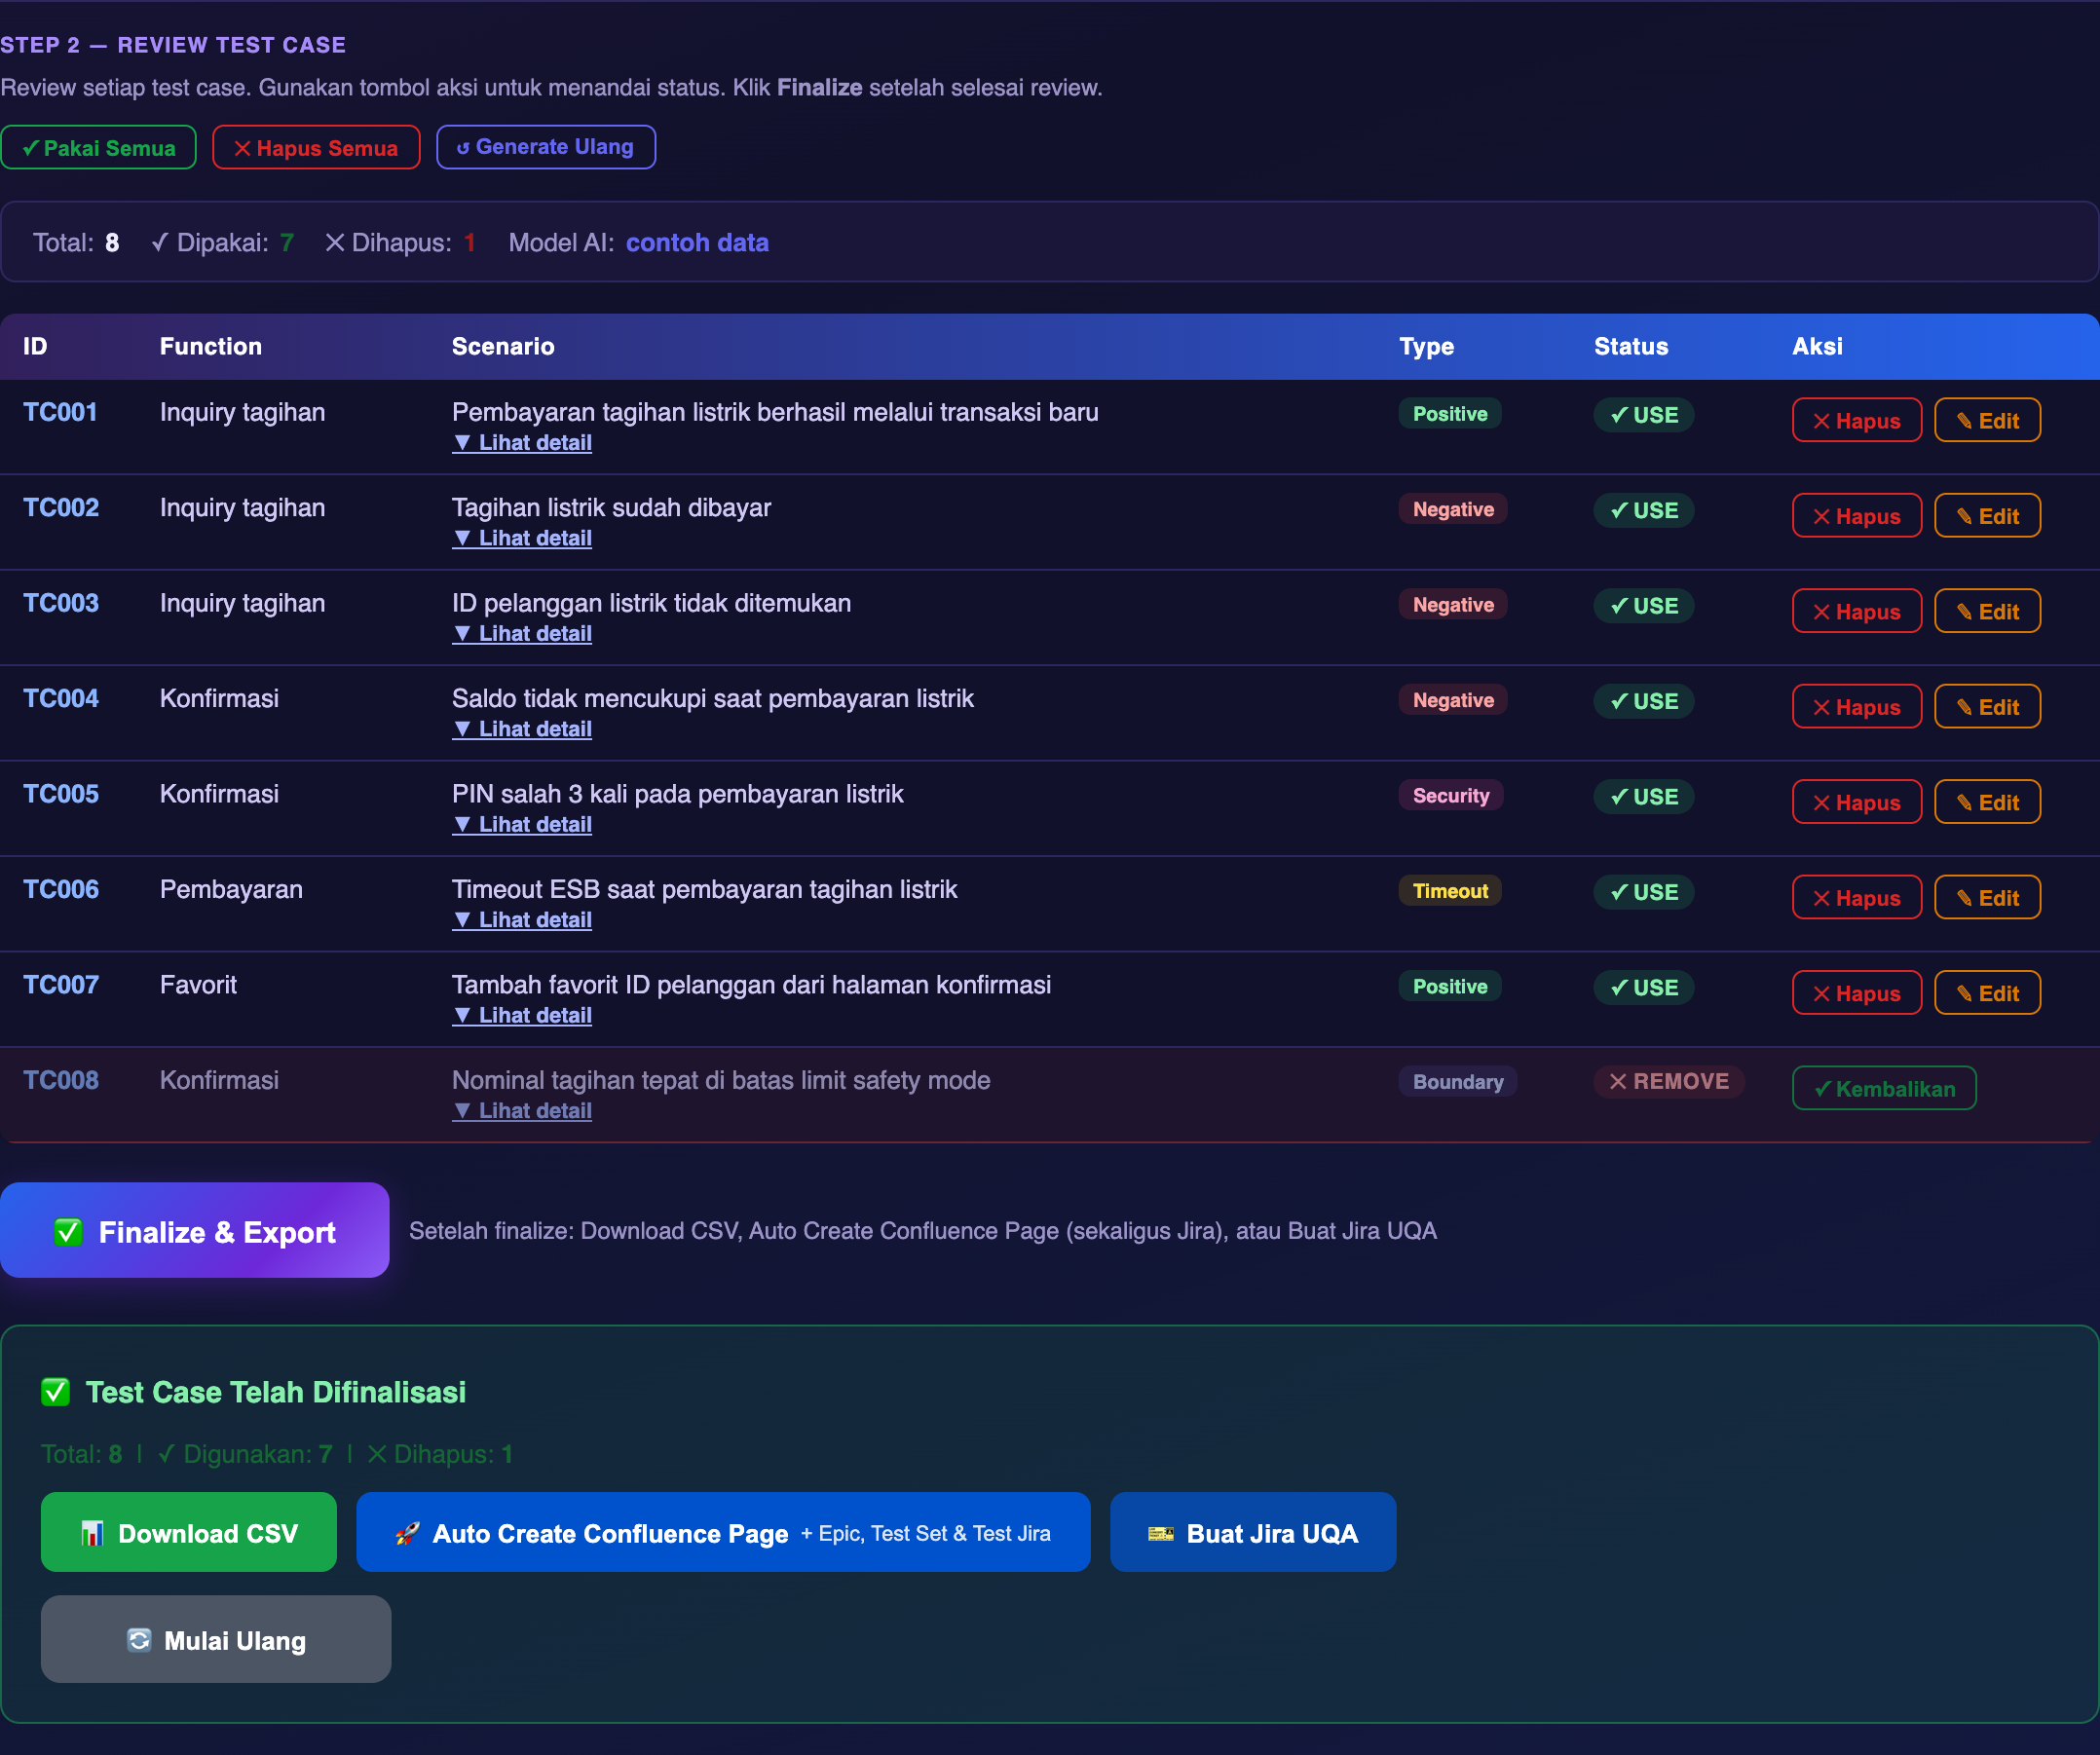 STEP 2 — REVIEW TEST CASE
Review setiap test case. Gunakan tombol aksi untuk menandai status. Klik Finalize setelah selesai review.
✓ Pakai Semua ✕ Hapus Semua ↺ Generate Ulang
Total: 8 ✓ Dipakai: 7 ✕ Dihapus: 1 Model AI: contoh data
ID Function Scenario Type Status Aksi
TC001 Inquiry tagihan Pembayaran tagihan listrik berhasil melalui transaksi baru Positive ✓ USE ✕ Hapus ✎ Edit
▼ Lihat detail
TC002 Inquiry tagihan Tagihan listrik sudah dibayar Negative ✓ USE ✕ Hapus ✎ Edit
▼ Lihat detail
TC003 Inquiry tagihan ID pelanggan listrik tidak ditemukan Negative ✓ USE ✕ Hapus ✎ Edit
▼ Lihat detail
TC004 Konfirmasi Saldo tidak mencukupi saat pembayaran listrik Negative ✓ USE ✕ Hapus ✎ Edit
▼ Lihat detail
TC005 Konfirmasi PIN salah 3 kali pada pembayaran listrik Security ✓ USE ✕ Hapus ✎ Edit
▼ Lihat detail
TC006 Pembayaran Timeout ESB saat pembayaran tagihan listrik Timeout ✓ USE ✕ Hapus ✎ Edit
▼ Lihat detail
TC007 Favorit Tambah favorit ID pelanggan dari halaman konfirmasi Positive ✓ USE ✕ Hapus ✎ Edit
▼ Lihat detail
TC008 Konfirmasi Nominal tagihan tepat di batas limit safety mode Boundary ✕ REMOVE ✓ Kembalikan
▼ Lihat detail
✅ Finalize & Export Setelah finalize: Download CSV, Auto Create Confluence Page (sekaligus Jira), atau Buat Jira UQA
✅ Test Case Telah Difinalisasi
Total: 8 | ✓ Digunakan: 7 | ✕ Dihapus: 1
📊 Download CSV 🚀 Auto Create Confluence Page + Epic, Test Set & Test Jira 🎫 Buat Jira UQA
🔄 Mulai Ulang